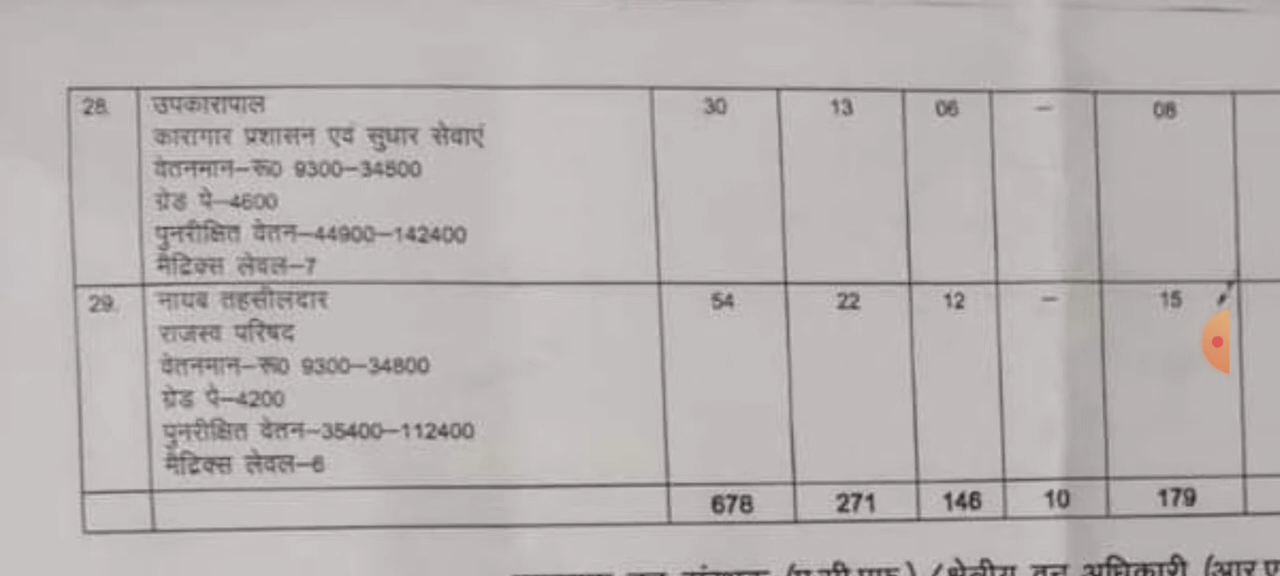 28. उपकारापाल 30 13 06 – 08
कारागार प्रशासन एवं सुधार सेवाएं
वेतनमान–रू0 9300–34800
ग्रेड पे–4600
पुनरीक्षित वेतन–44900–142400
मैट्रिक्स लेवल–7
29. नायब तहसीलदार 54 22 12 – 15
राजस्व परिषद
वेतनमान–रू0 9300–34800
ग्रेड पे–4200
पुनरीक्षित वेतन–35400–112400
मैट्रिक्स लेवल–6
678 271 146 10 179
क्षेत्रीय वन अधिकारी